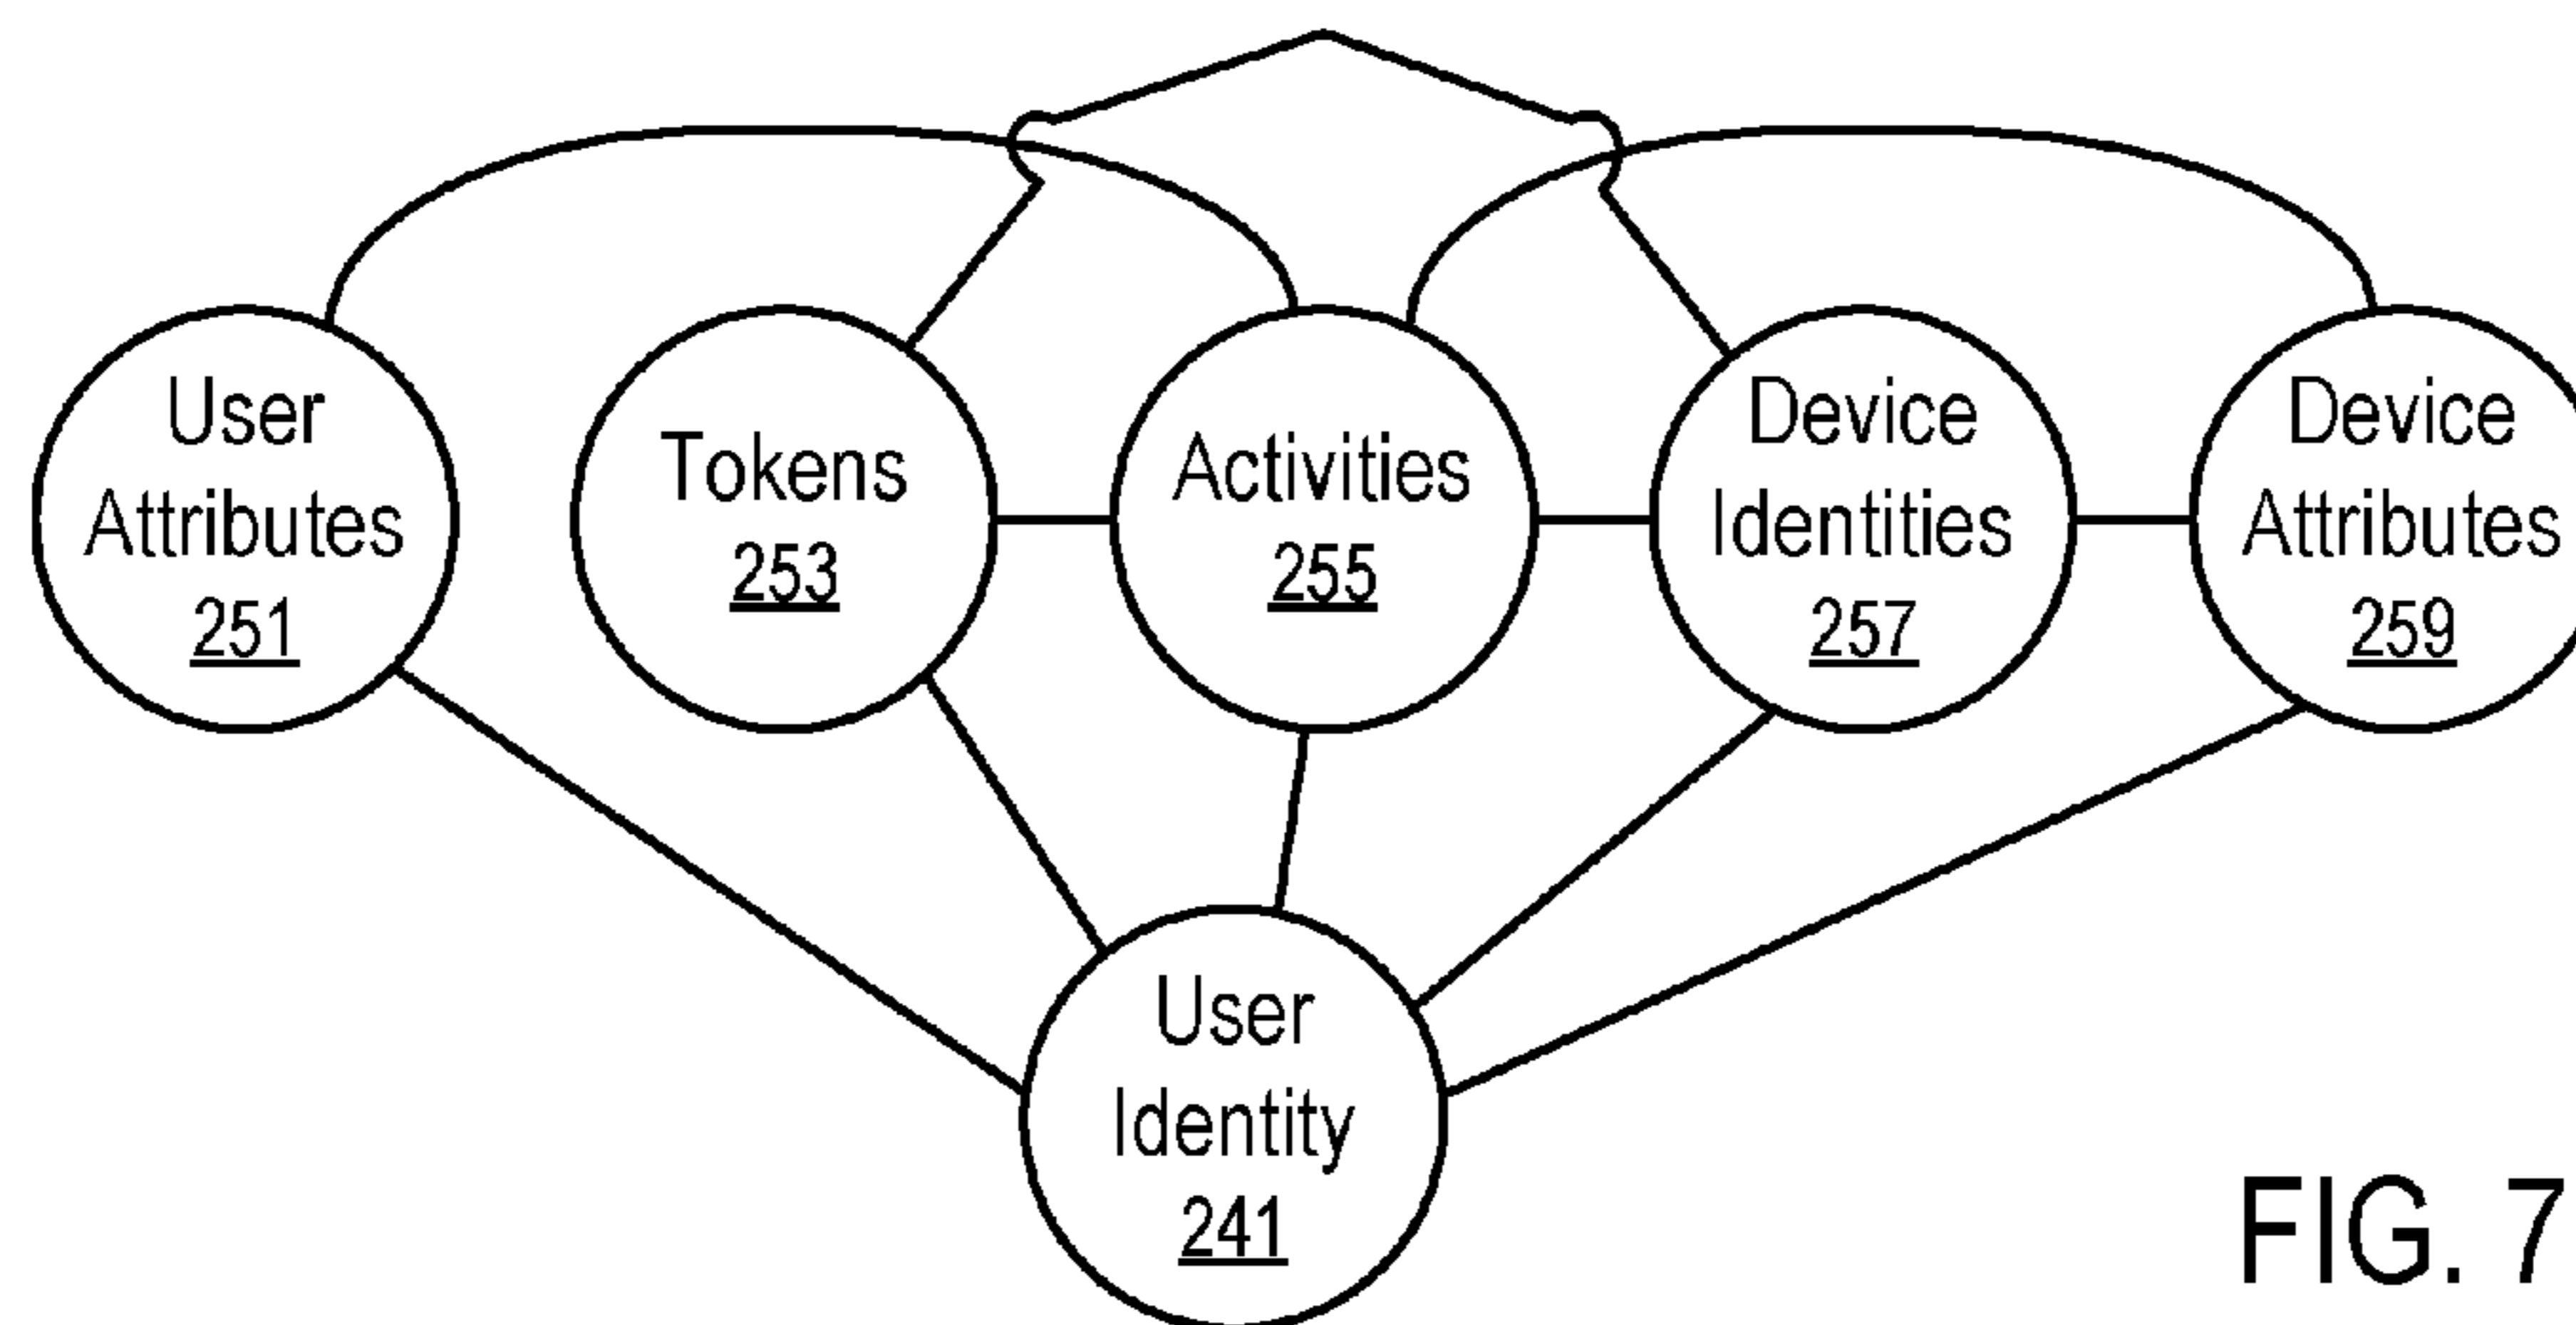 User
Attributes
251
Tokens
253
Activities
255
Device
Identities
257
Device
Attributes
259
User
Identity
241
FIG. 7